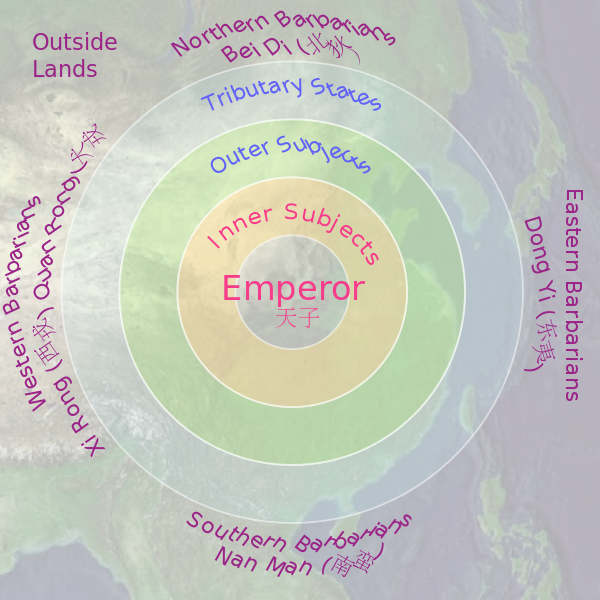 Outside
Lands
Northern Barbarians
Bei Di (北狄)
Tributary States
Outer Subjects
Inner Subjects
Emperor
天子
Western Barbarians
Xi Rong (西戎) Quan Rong(犬戎
Eastern Barbarians
Dong Yi (东夷)
Southern Barbarians
Nan Man (南蛮)